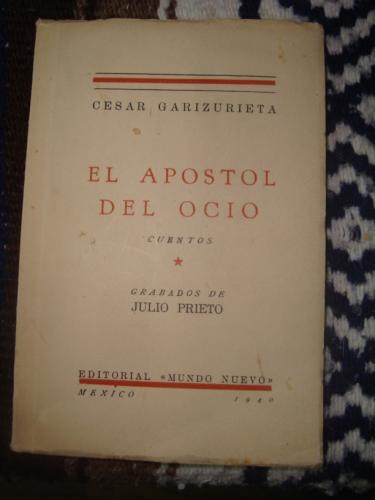 CESAR GARIZURIETA
EL APOSTOL
DEL OCIO
CUENTOS
GRABADOS DE
JULIO PRIETO
EDITORIAL «MUNDO NUEVO»
MEXICO 1940